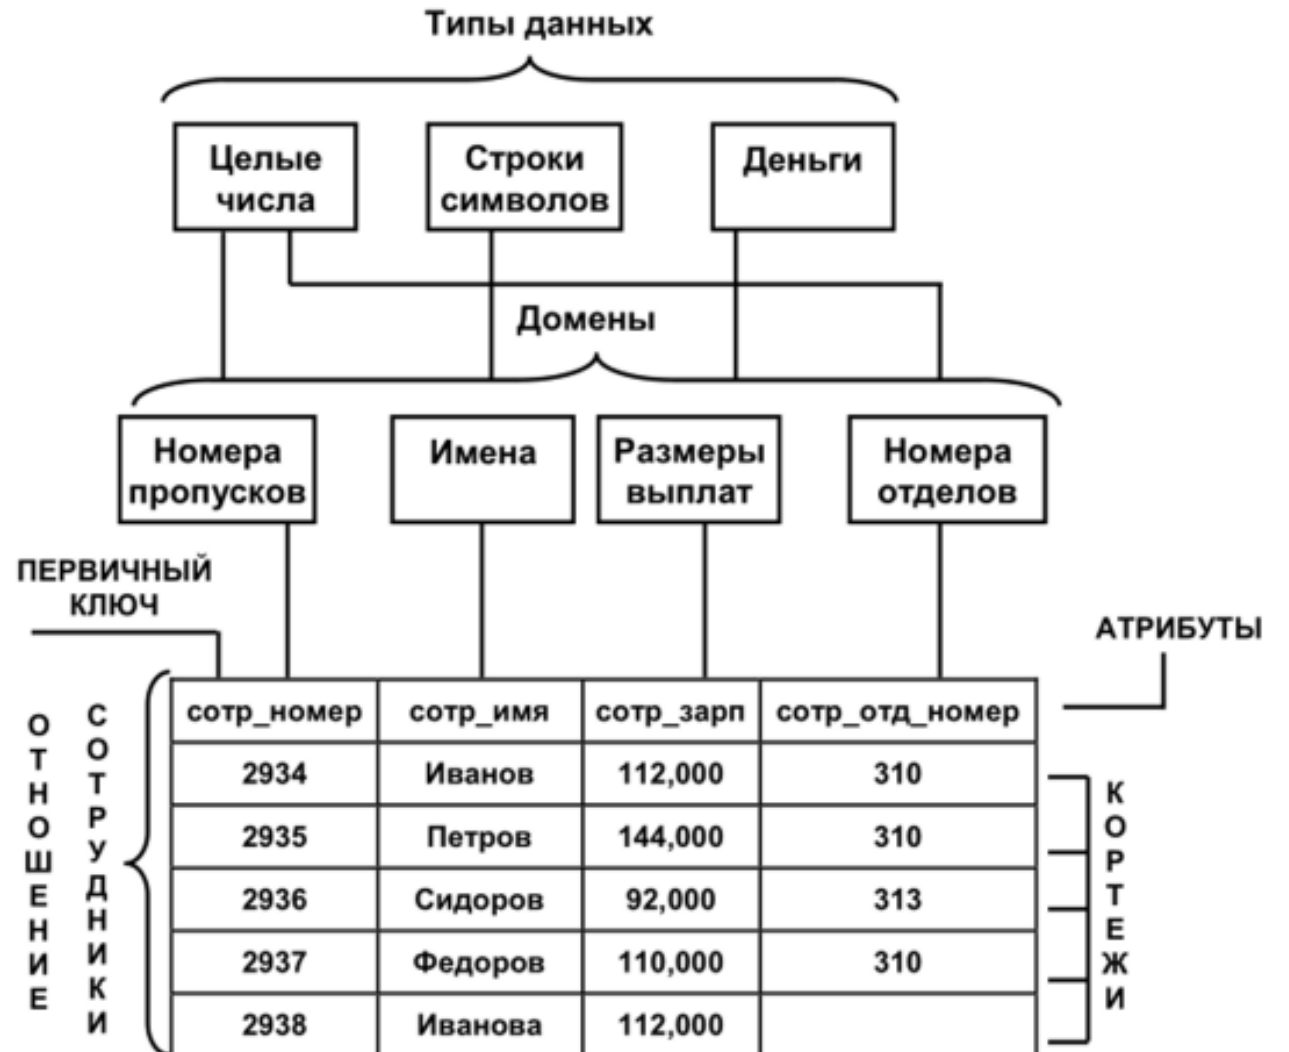 Типы данных
Целые
числа
Строки
символов
Деньги
Домены
Номера
пропусков
Имена
Размеры
выплат
Номера
отделов
ПЕРВИЧНЫЙ
КЛЮЧ
АТРИБУТЫ
ОТНОШЕНИЕ
СОТРУДНИКИ
сотр_номер сотр_имя сотр_зарп сотр_отд_номер
2934 Иванов 112,000 310
2935 Петров 144,000 310
2936 Сидоров 92,000 313
2937 Федоров 110,000 310
2938 Иванова 112,000
КОРТЕЖИ